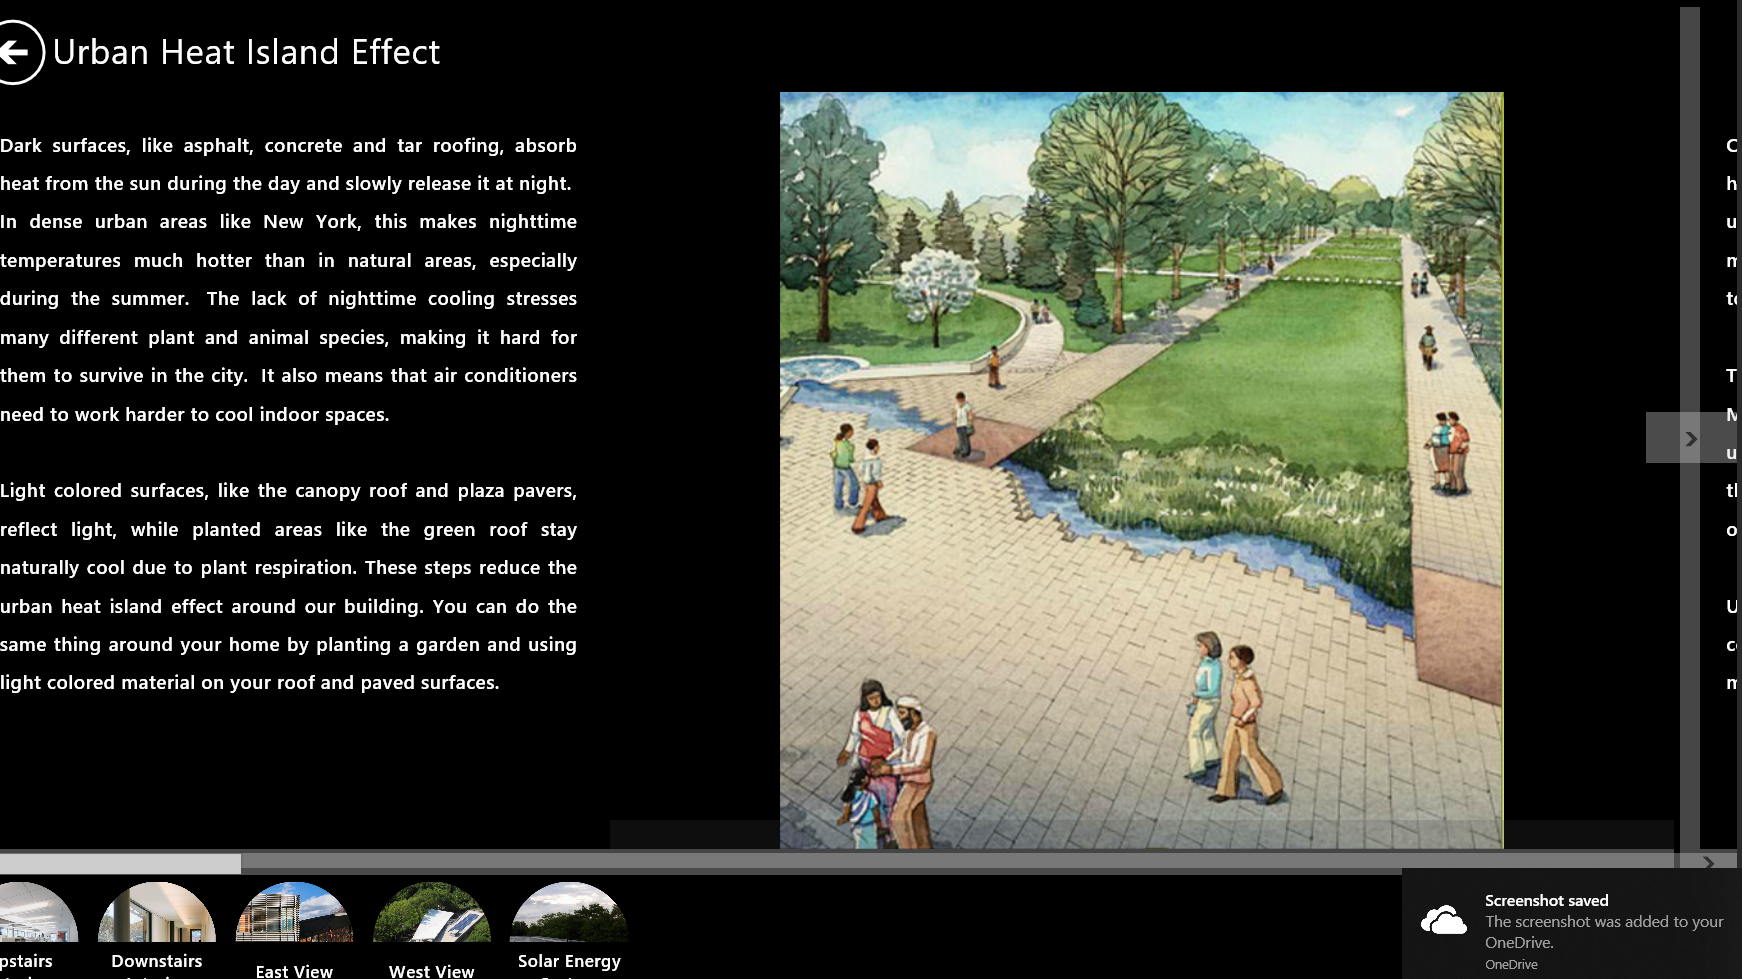 Urban Heat Island Effect
Dark surfaces, like asphalt, concrete and tar roofing, absorb
heat from the sun during the day and slowly release it at night.
In dense urban areas like New York, this makes nighttime
temperatures much hotter than in natural areas, especially
during the summer. The lack of nighttime cooling stresses
many different plant and animal species, making it hard for
them to survive in the city. It also means that air conditioners
need to work harder to cool indoor spaces.
Light colored surfaces, like the canopy roof and plaza pavers,
reflect light, while planted areas like the green roof stay
naturally cool due to plant respiration. These steps reduce the
urban heat island effect around our building. You can do the
same thing around your home by planting a garden and using
light colored material on your roof and paved surfaces.
pstairs
Downstairs
East View
West View
Solar Energy
Screenshot saved
The screenshot was added to your
OneDrive.
OneDrive